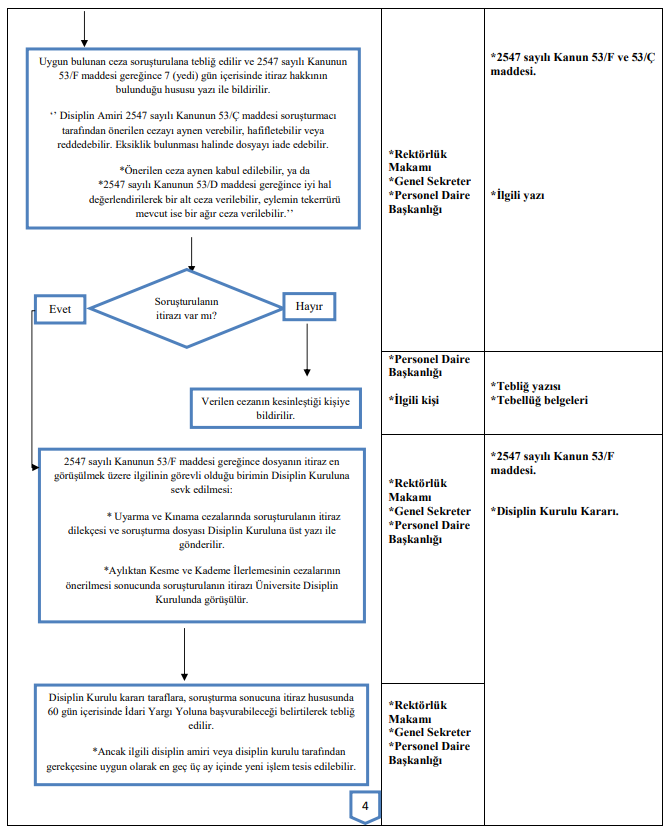 Uygun bulunan ceza soruşturulana tebliğ edilir ve 2547 sayılı Kanunun
53/F maddesi gereğince 7 (yedi) gün içerisinde itiraz hakkının
bulunduğu hususu yazı ile bildirilir.
‘’ Disiplin Amiri 2547 sayılı Kanunun 53/Ç maddesi soruşturmacı
tarafından önerilen cezayı aynen verebilir, hafifletebilir veya
reddedebilir. Eksiklik bulunması halinde dosyayı iade edebilir.
*Önerilen ceza aynen kabul edilebilir, ya da
*2547 sayılı Kanunun 53/D maddesi gereğince iyi hal
değerlendirilerek bir alt ceza verilebilir, eylemin tekerrürü
mevcut ise bir ağır ceza verilebilir.’’
*Rektörlük
Makamı
*Genel Sekreter
*Personel Daire
Başkanlığı
*2547 sayılı Kanun 53/F ve 53/Ç
maddesi.
*İlgili yazı
Soruşturulanın
itirazı var mı?
Evet
Hayır
Verilen cezanın kesinleştiği kişiye
bildirilir.
*Personel Daire
Başkanlığı
*İlgili kişi
*Tebliğ yazısı
*Tebellüğ belgeleri
2547 sayılı Kanunun 53/F maddesi gereğince dosyanın itiraz en
görüşülmek üzere ilgilinin görevli olduğu birimin Disiplin Kuruluna
sevk edilmesi:
* Uyarma ve Kınama cezalarında soruşturulanın itiraz
dilekçesi ve soruşturma dosyası Disiplin Kuruluna üst yazı ile
gönderilir.
*Aylıktan Kesme ve Kademe İlerlemesinin cezalarının
önerilmesi sonucunda soruşturulanın itirazı Üniversite Disiplin
Kurulunda görüşülür.
*Rektörlük
Makamı
*Genel Sekreter
*Personel Daire
Başkanlığı
*2547 sayılı Kanun 53/F
maddesi.
*Disiplin Kurulu Kararı.
Disiplin Kurulu kararı taraflara, soruşturma sonucuna itiraz hususunda
60 gün içerisinde İdari Yargı Yoluna başvurabileceği belirtilerek tebliğ
edilir.
*Ancak ilgili disiplin amiri veya disiplin kurulu tarafından
gerekçesine uygun olarak en geç üç ay içinde yeni işlem tesis edilebilir.
*Rektörlük
Makamı
*Genel Sekreter
*Personel Daire
Başkanlığı
4